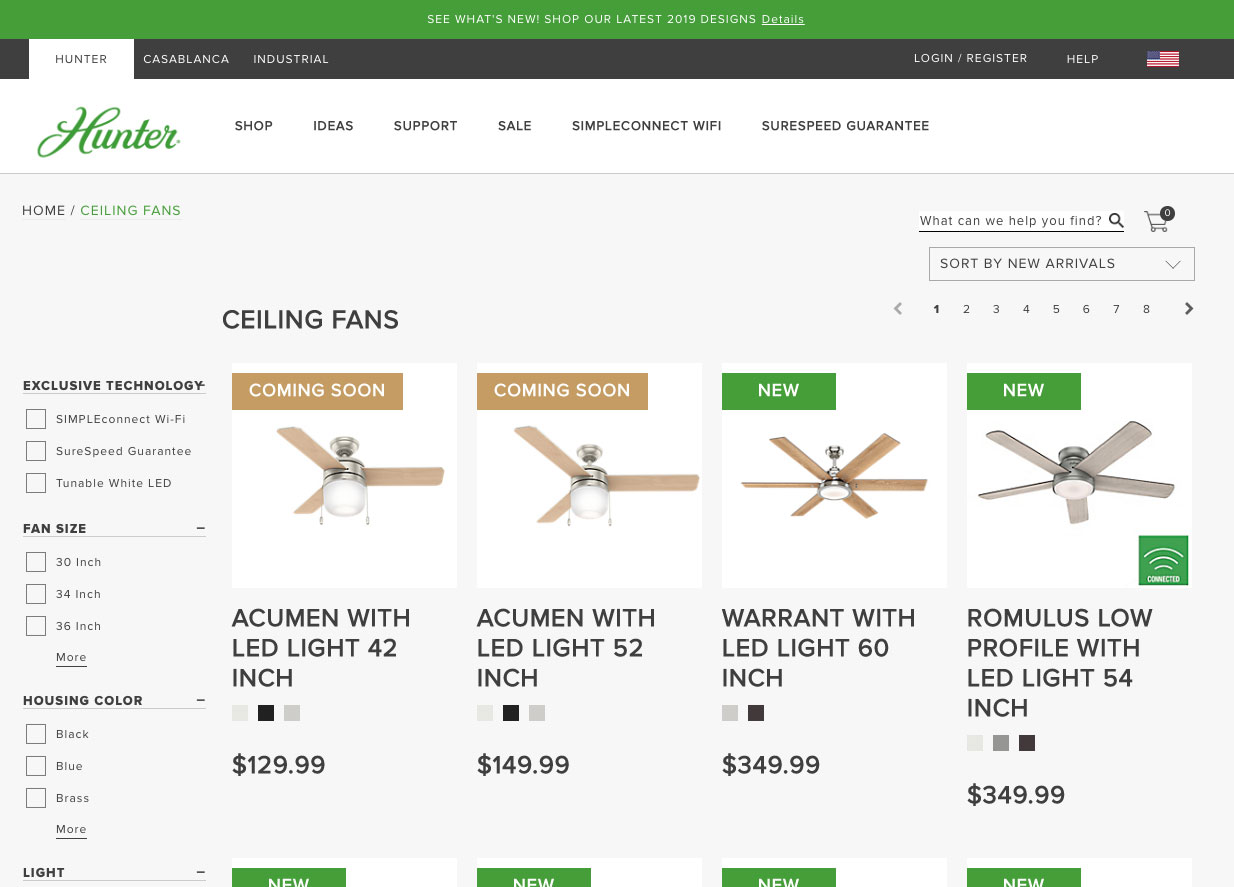 SEE WHAT'S NEW! SHOP OUR LATEST 2019 DESIGNS Details
HUNTER CASABLANCA INDUSTRIAL LOGIN / REGISTER HELP
Hunter
SHOP IDEAS SUPPORT SALE SIMPLECONNECT WIFI SURESPEED GUARANTEE
HOME / CEILING FANS
What can we help you find? 0
SORT BY NEW ARRIVALS
1 2 3 4 5 6 7 8
CEILING FANS
EXCLUSIVE TECHNOLOGY −
SIMPLEconnect Wi-Fi
SureSpeed Guarantee
Tunable White LED
FAN SIZE −
30 Inch
34 Inch
36 Inch
More
HOUSING COLOR −
Black
Blue
Brass
More
LIGHT −
COMING SOON
ACUMEN WITH
LED LIGHT 42
INCH
$129.99
COMING SOON
ACUMEN WITH
LED LIGHT 52
INCH
$149.99
NEW
WARRANT WITH
LED LIGHT 60
INCH
$349.99
NEW
CONNECTED
ROMULUS LOW
PROFILE WITH
LED LIGHT 54
INCH
$349.99
NEW NEW NEW NEW